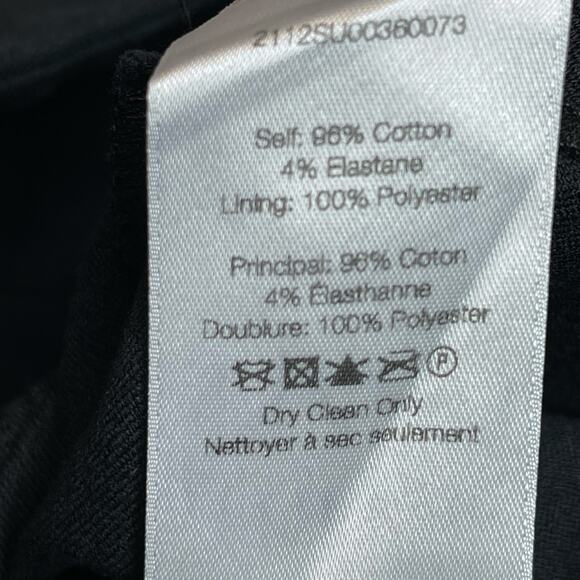 2112SU00360073
Self: 96% Cotton
4% Elastane
Lining: 100% Polyester
Principal: 96% Coton
4% Élasthanne
Doublure: 100% Polyester
P
Dry Clean Only
Nettoyer à sec seulement